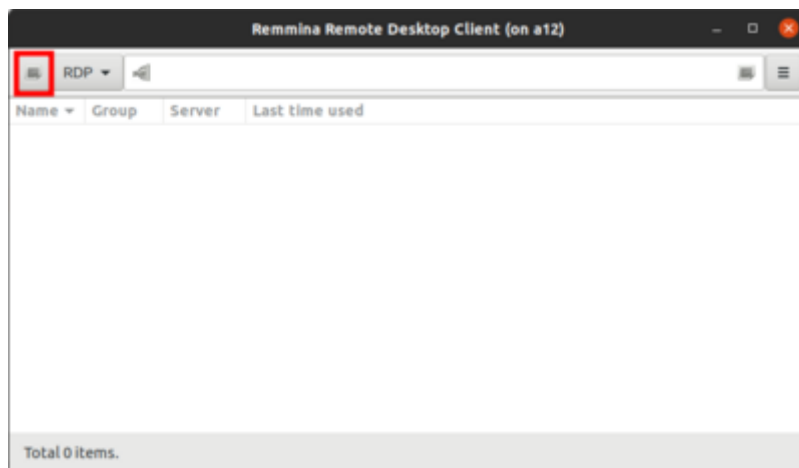 Remmina Remote Desktop Client (on a12)
RDP
Name Group Server Last time used
Total 0 items.